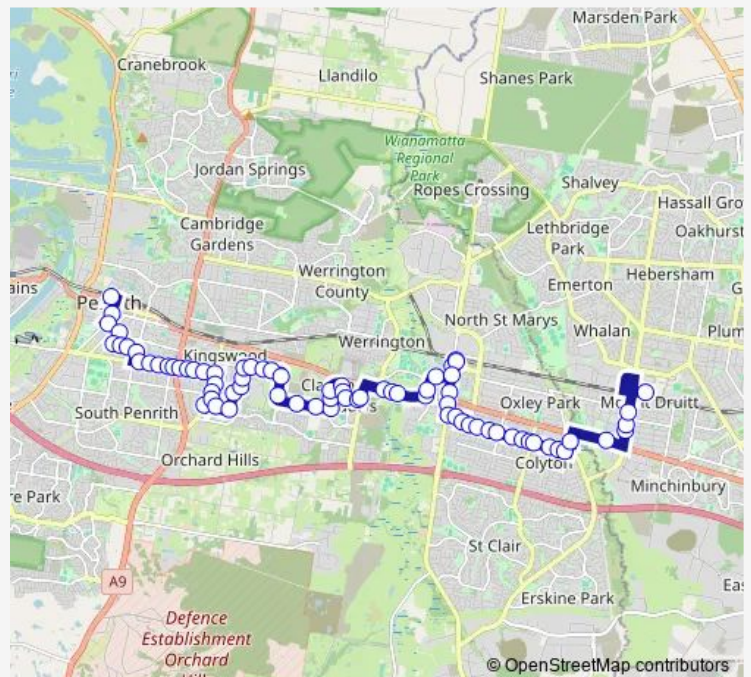 Marsden Park
Cranebrook
Llandilo
Shanes Park
Wianamatta
Regional
Park
Jordan Springs
Ropes Crossing
Shalvey
Hassall Gro
Oakhurst
Cambridge
Gardens
Lethbridge
Park
Werrington
County
Hebersham
Emerton
ains
North St Marys
Whalan
Plum
Werrington
Kingswood
South Penrith
Oxley Park
Druitt
Orchard Hills
Colyton
Minchinbury
re Park
St Clair
A9
Erskine Park
Eas
Defence
Establishment
Orchard
© OpenStreetMap contributors